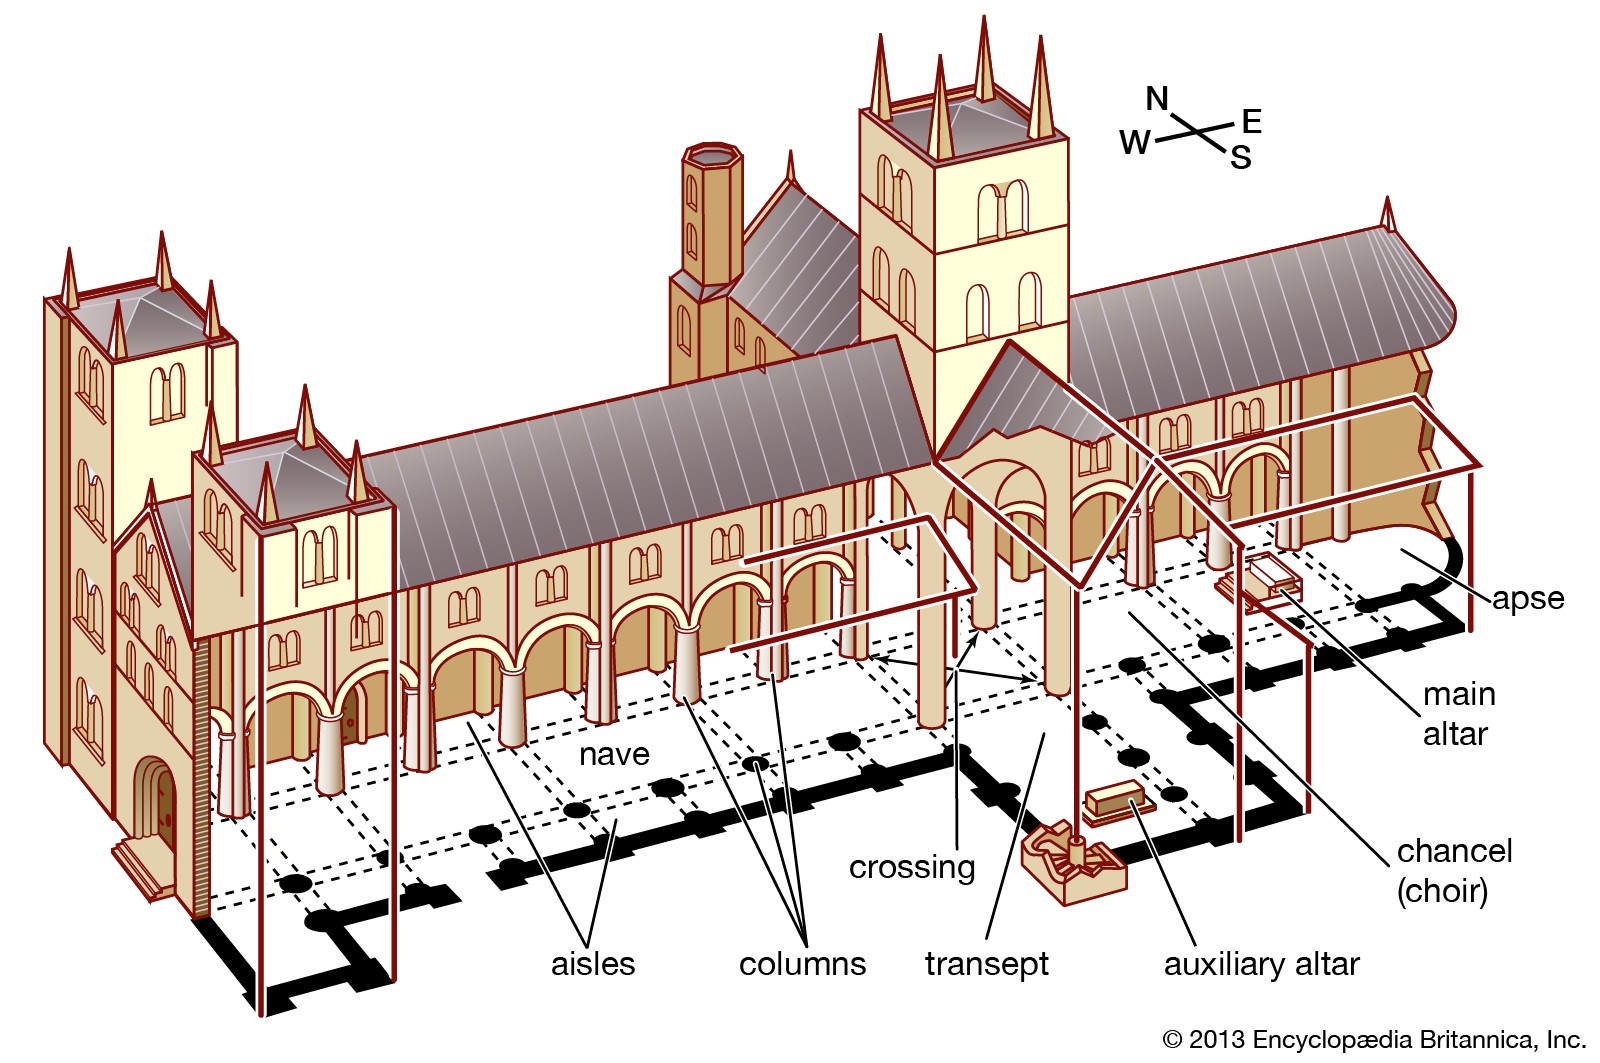 N
E
W
S
apse
main
altar
nave
chancel
(choir)
crossing
aisles
columns
transept
auxiliary altar
© 2013 Encyclopædia Britannica, Inc.